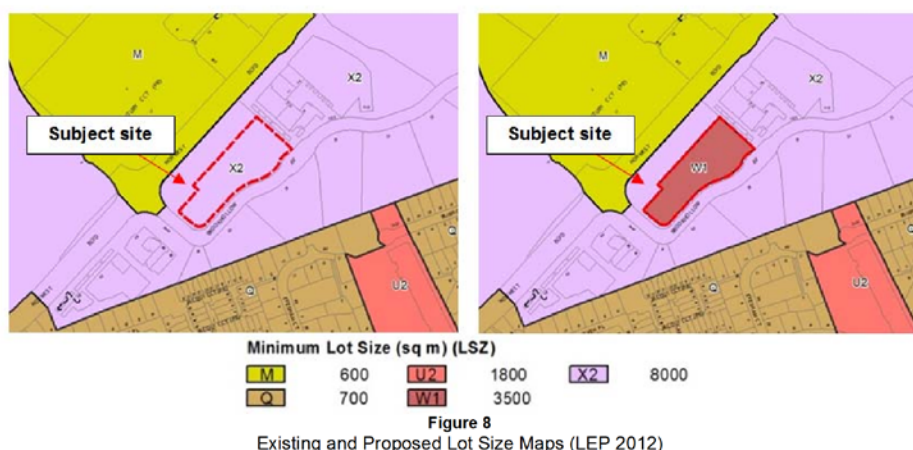 M
X2
Subject site
X2
Q
U2
M
X2
Subject site
W1
Q
Q
U2
Minimum Lot Size (sq m) (LSZ)
M 600 U2 1800 X2 8000
Q 700 W1 3500
Figure 8
Existing and Proposed Lot Size Maps (LEP 2012)